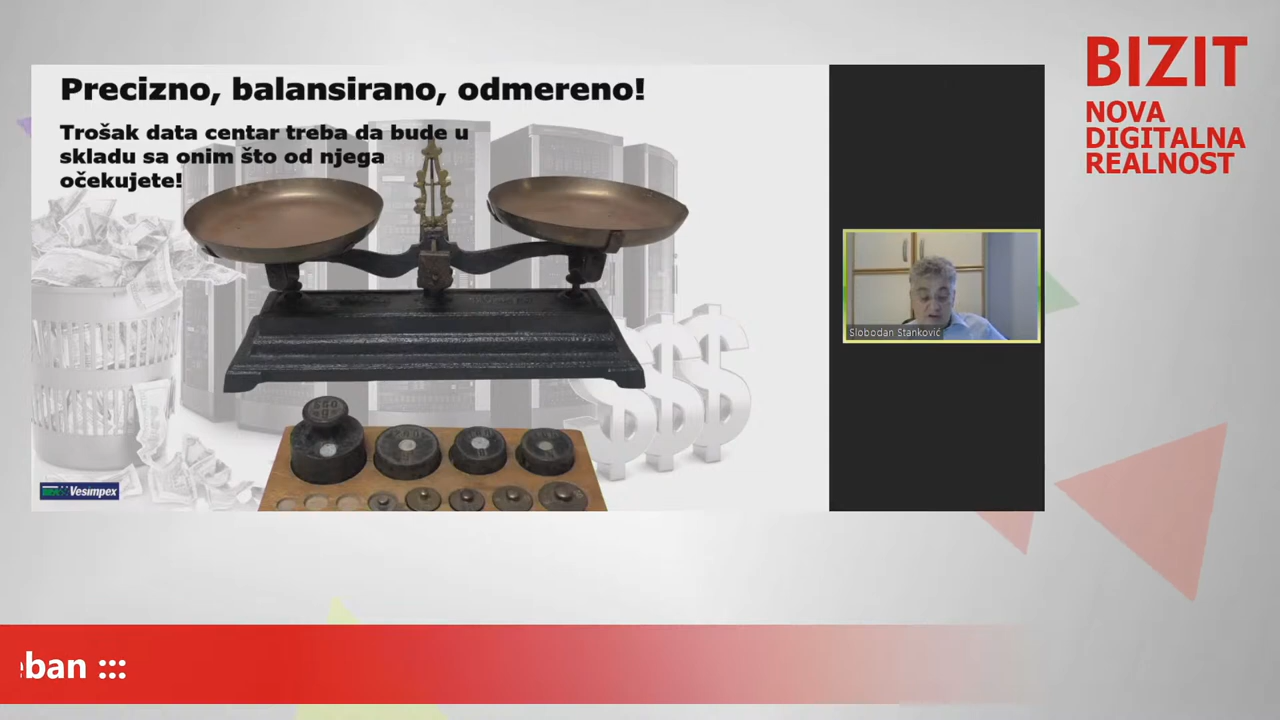 BIZIT
NOVA
DIGITALNA
REALNOST
Precizno, balansirano, odmereno!
Trošak data centar treba da bude u
skladu sa onim što od njega
očekujete!
Slobodan Stanković
Vesimpex
eban :::